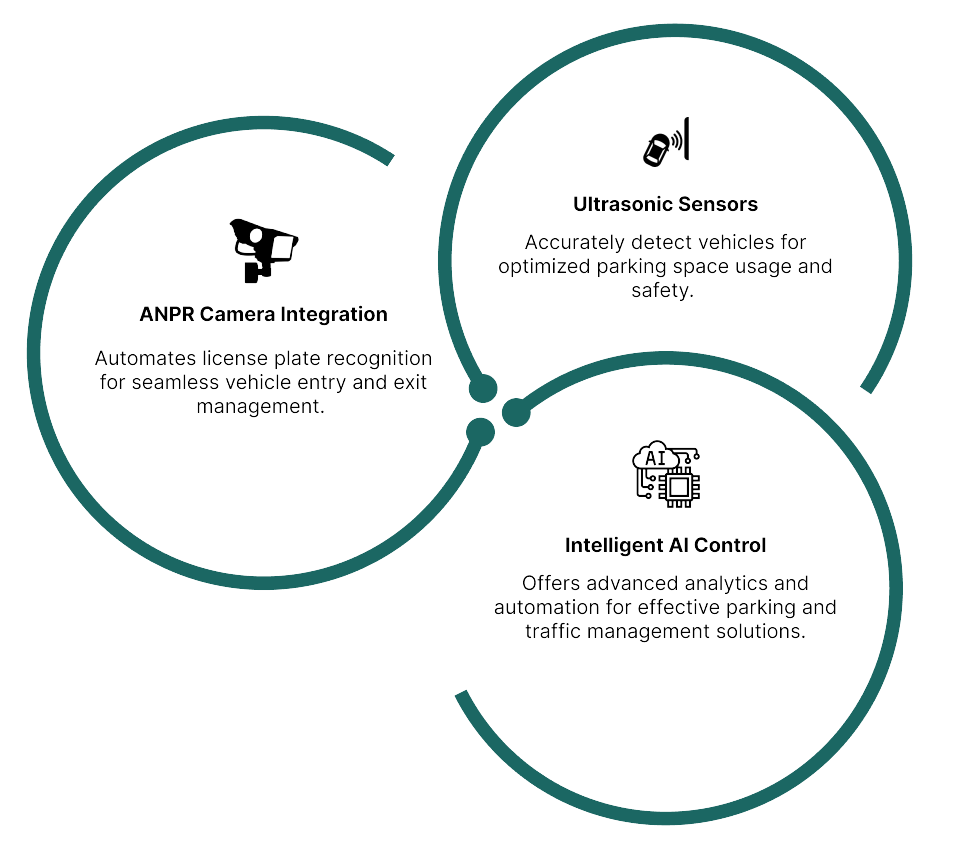 ANPR Camera Integration
Automates license plate recognition
for seamless vehicle entry and exit
management.
Ultrasonic Sensors
Accurately detect vehicles for
optimized parking space usage and
safety.
AI
Intelligent AI Control
Offers advanced analytics and
automation for effective parking and
traffic management solutions.